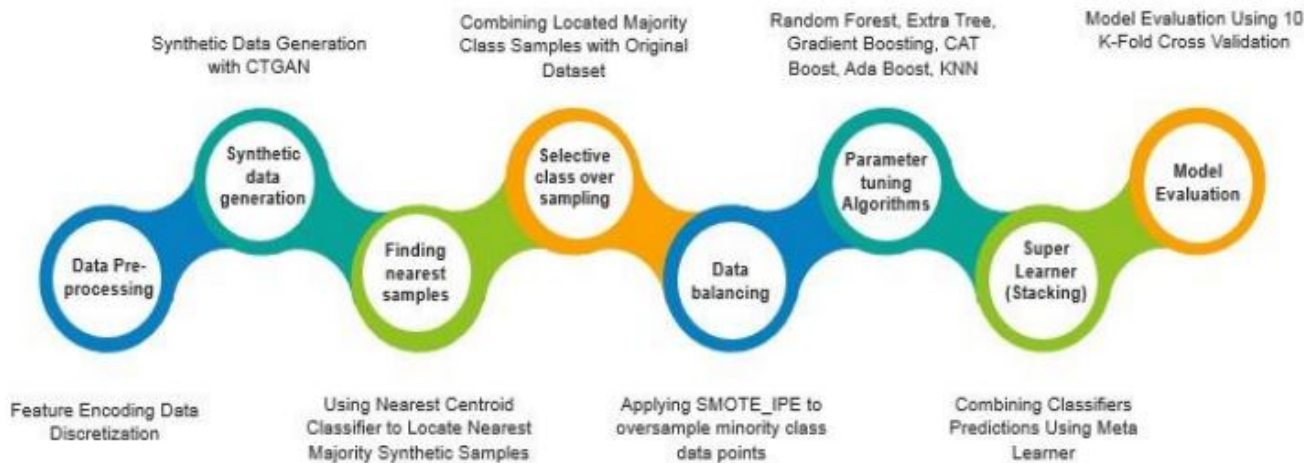 Synthetic Data Generation
with CTGAN
Combining Located Majority
Class Samples with Original
Dataset
Random Forest, Extra Tree,
Gradient Boosting, CAT
Boost, Ada Boost, KNN
Model Evaluation Using 10
K-Fold Cross Validation
Data Pre-
processing
Synthetic
data
generation
Finding
nearest
samples
Selective
class over
sampling
Data
balancing
Parameter
tuning
Algorithms
Super
Learner
(Stacking)
Model
Evaluation
Feature Encoding Data
Discretization
Using Nearest Centroid
Classifier to Locate Nearest
Majority Synthetic Samples
Applying SMOTE_IPE to
oversample minority class
data points
Combining Classifiers
Predictions Using Meta
Learner